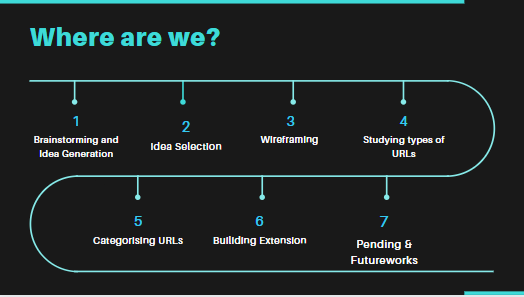 Where are we?
1
Brainstorming and
Idea Generation
2
Idea Selection
3
Wireframing
4
Studying types of
URLs
5
Categorising URLs
6
Building Extension
7
Pending &
Futureworks